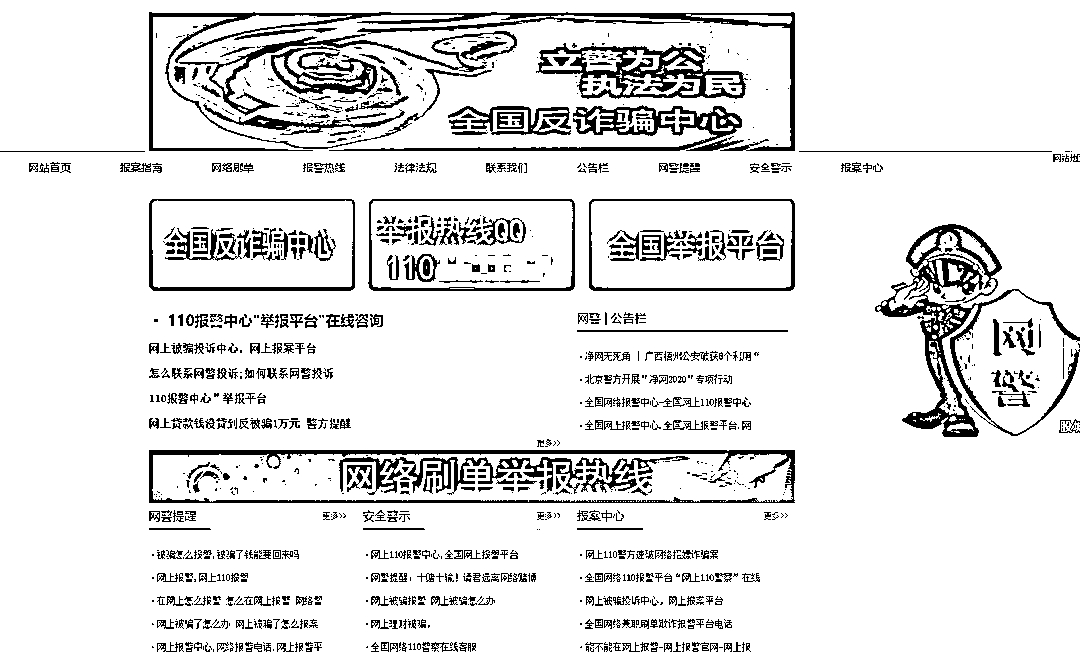 立警为公
执法为民
全国反诈骗中心
网站首页 报案指南 网络刷单 报警热线 法律法规 联系我们 公告栏 网警提醒 安全警示 报案中心
网站地
全国反诈骗中心
举报热线QQ
110
全国举报平台
· 110报警中心"举报平台"在线咨询
网上被骗投诉中心，网上报案平台
怎么联系网警投诉;如何联系网警投诉
110报警中心"举报平台
网上贷款钱没贷到反被骗1万元 警方提醒
更多>>
网警 | 公告栏
· 净网无死角 | 广西梧州公安破获8个利用"
· 北京警方开展"净网2020"专项行动
· 全国网络报警中心-全国网上110报警中心
· 全国网上报警中心,全国网上报警平台,网
网警
网络刷单举报热线
网警提醒 更多>>
· 被骗怎么报警,被骗了钱能要回来吗
· 网上报警,网上110报警
· 在网上怎么报警 怎么在网上报警 网络警
· 网上被骗了怎么办 网上被骗了怎么报案
· 网上报警中心,网络报警电话,网上报警平
安全警示 更多>>
· 网上110报警中心,全国网上报警平台
· 网警提醊：十赌十输！请君远离网络赌博
· 网上被骗报警 网上被骗怎么办
· 网上理财被骗，
· 全国网络110警察在线客服
报案中心 更多>>
· 网上110警方速破网络招嫖诈骗案
· 全国网络110报警平台"网上110警察"在线
· 网上被骗投诉中心，网上报案平台
· 全国网络兼职刷单欺诈报警平台电话
· 能不能在网上报警-网上报警官网-网上报